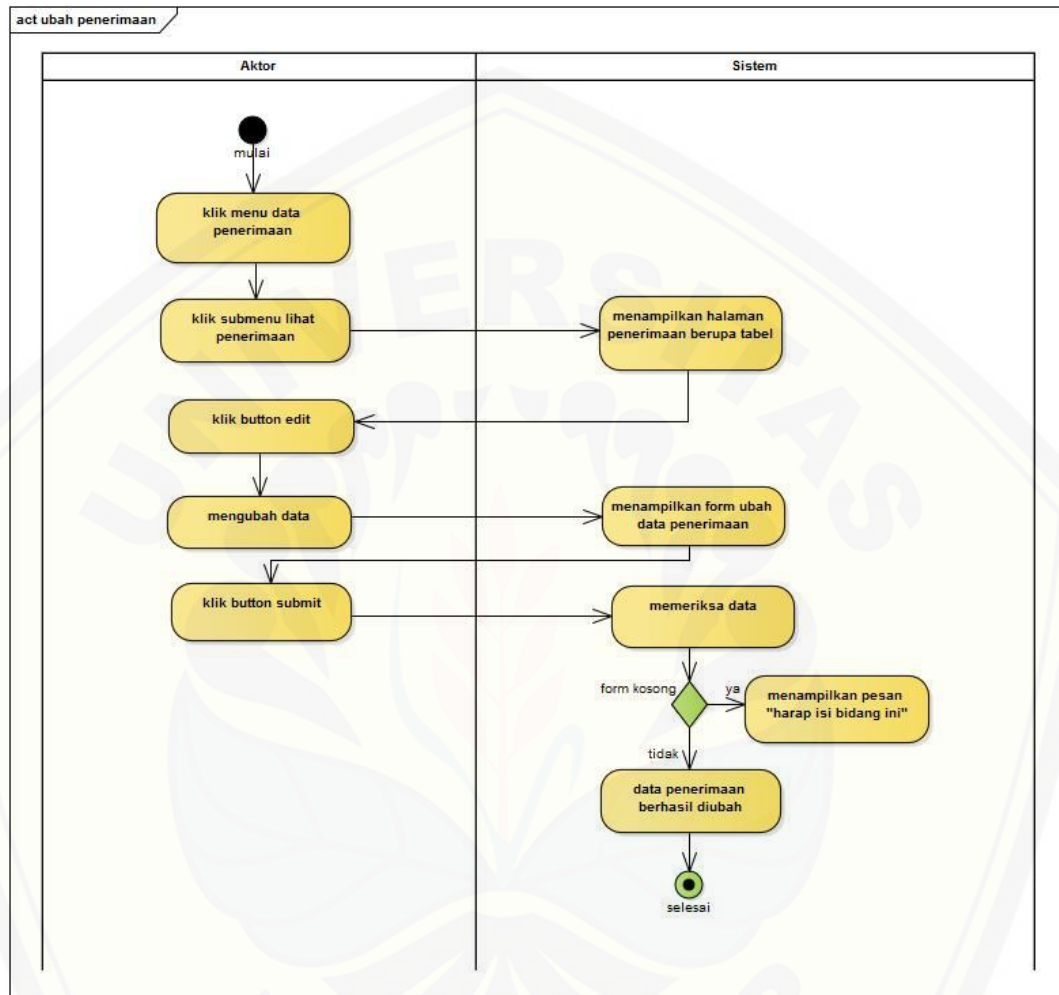 act ubah penerimaan
Aktor
Sistem
mulai
klik menu data
penerimaan
klik submenu lihat
penerimaan
menampilkan halaman
penerimaan berupa tabel
klik button edit
mengubah data
menampilkan form ubah
data penerimaan
klik button submit
memeriksa data
form kosong
ya
menampilkan pesan
"harap isi bidang ini"
tidak
data penerimaan
berhasil diubah
selesai
UNIVERSITAS